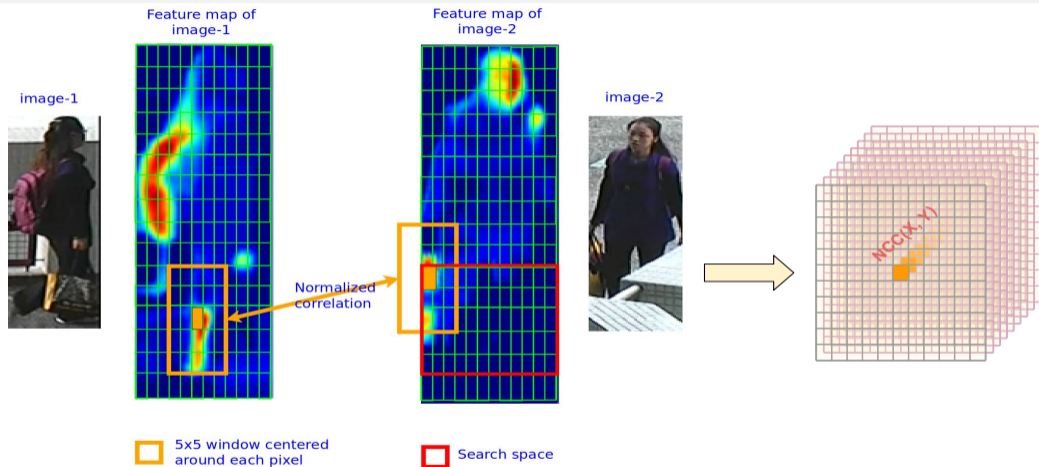 Feature map of
image-1
Feature map of
image-2
image-1
image-2
NCC(X, Y)
Normalized
correlation
5x5 window centered
around each pixel
Search space